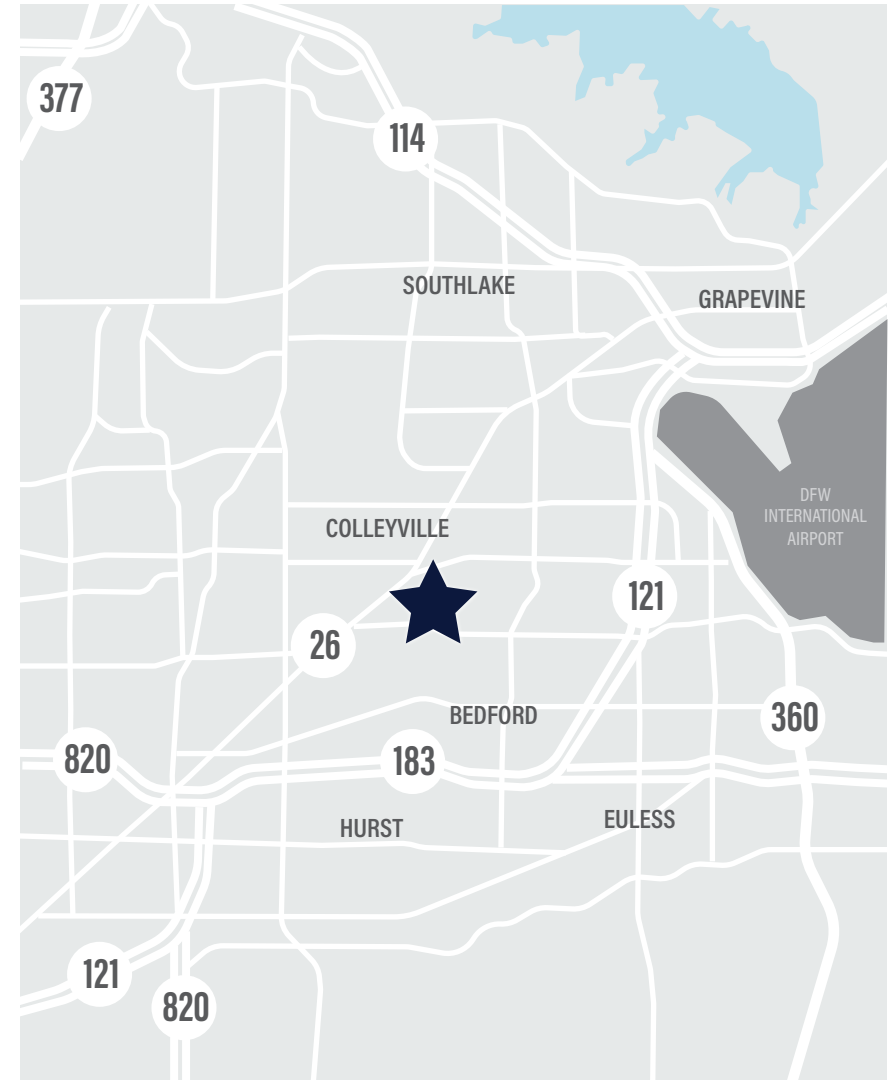 377
114
SOUTHLAKE
GRAPEVINE
DFW
INTERNATIONAL
AIRPORT
COLLEYVILLE
121
26
BEDFORD
360
820
183
HURST
EULESS
121
820